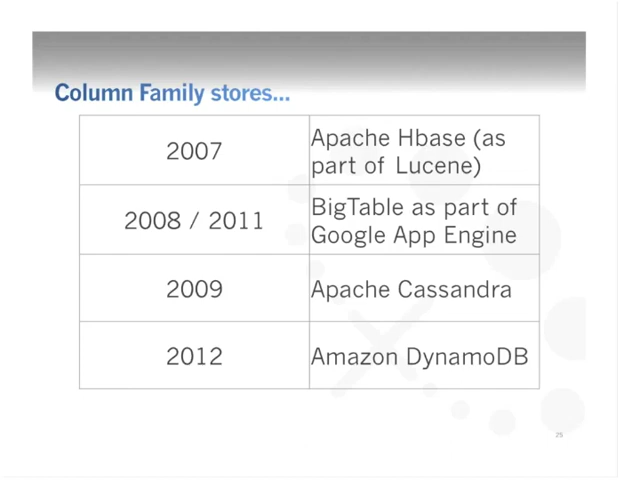 Column Family stores...
2007
Apache Hbase (as
part of Lucene)
2008 / 2011
BigTable as part of
Google App Engine
2009
Apache Cassandra
2012
Amazon DynamoDB
25